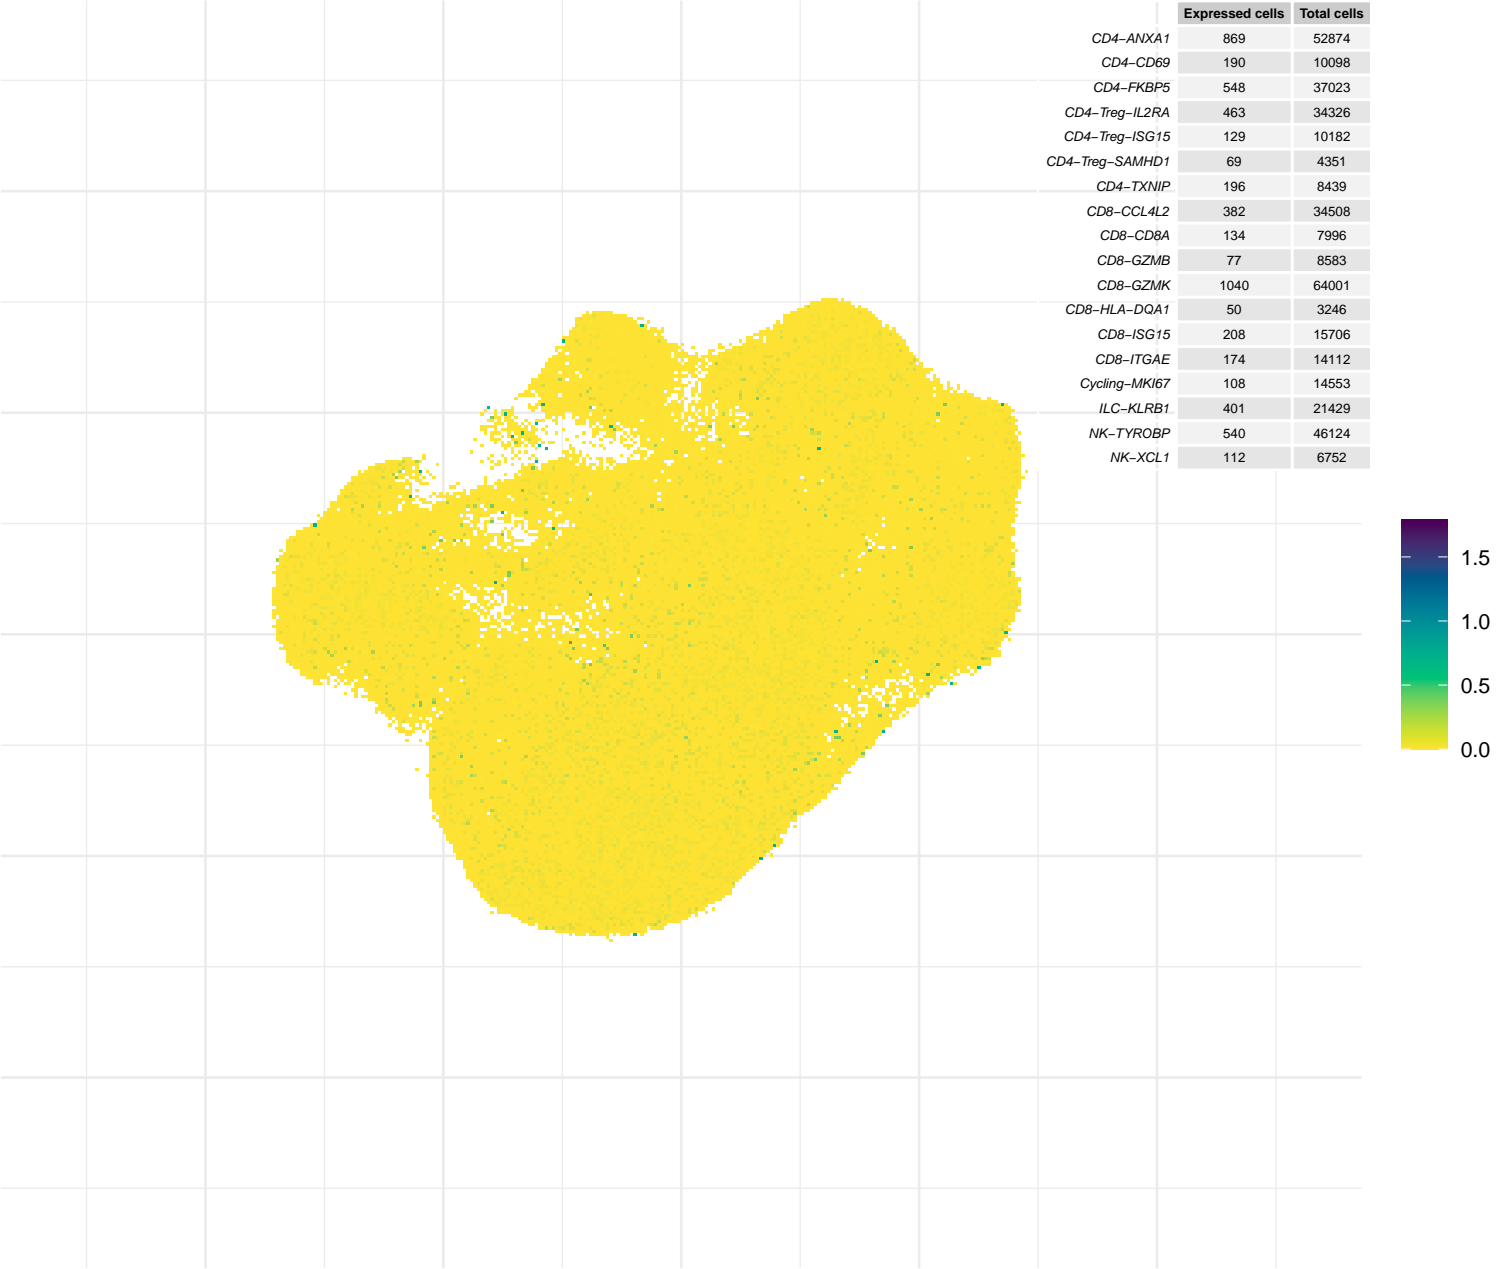 Expressed cells Total cells
CD4−ANXA1 869 52874
CD4−CD69 190 10098
CD4−FKBP5 548 37023
CD4−Treg−IL2RA 463 34326
CD4−Treg−ISG15 129 10182
CD4−Treg−SAMHD1 69 4351
CD4−TXNIP 196 8439
CD8−CCL4L2 382 34508
CD8−CD8A 134 7996
CD8−GZMB 77 8583
CD8−GZMK 1040 64001
CD8−HLA−DQA1 50 3246
CD8−ISG15 208 15706
CD8−ITGAE 174 14112
Cycling−MKI67 108 14553
ILC−KLRB1 401 21429
NK−TYROBP 540 46124
NK−XCL1 112 6752
1.5
1.0
0.5
0.0